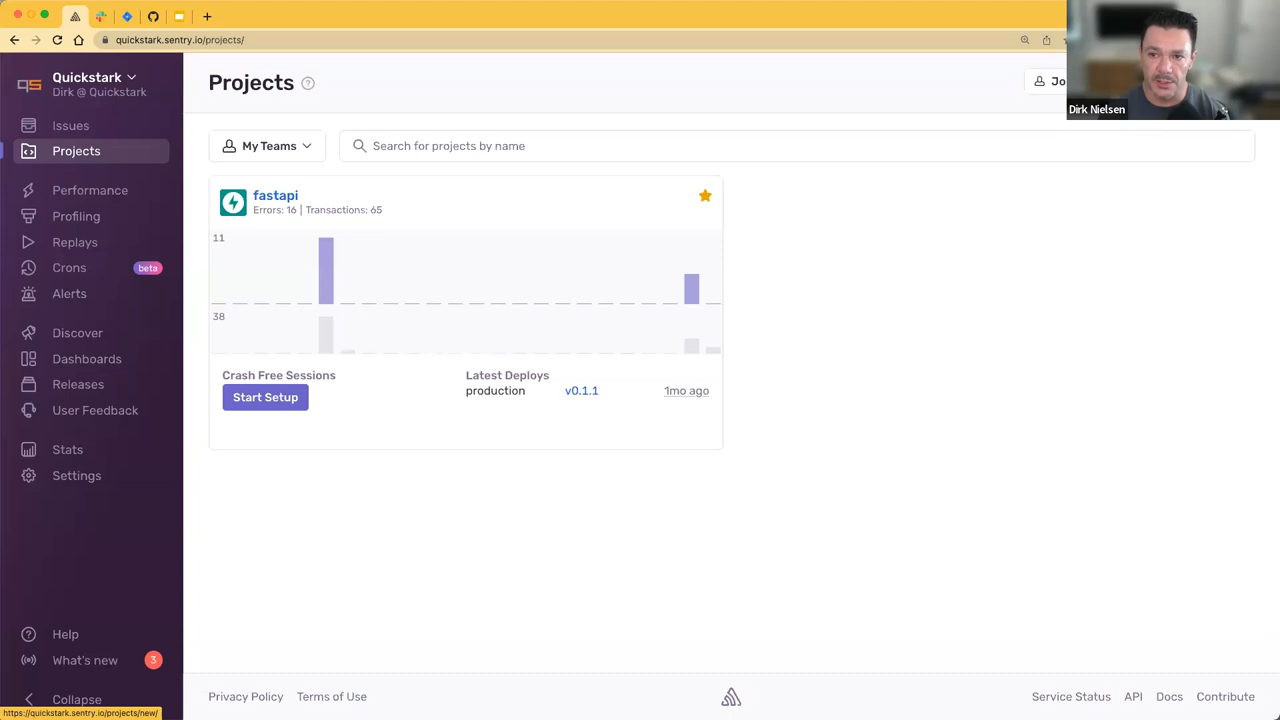 quickstark.sentry.io/projects/
Quickstark
Dirk @ Quickstark
Issues
Projects
Performance
Profiling
Replays
Crons
beta
Alerts
Discover
Dashboards
Releases
User Feedback
Stats
Settings
Help
What's new
3
Collapse
https://quickstark.sentry.io/projects/new/
Projects
Jo
Dirk Nielsen
My Teams
Search for projects by name
fastapi
Errors: 16 | Transactions: 65
11
38
Crash Free Sessions
Start Setup
Latest Deploys
production v0.1.1 1mo ago
Privacy Policy Terms of Use
Service Status API Docs Contribute